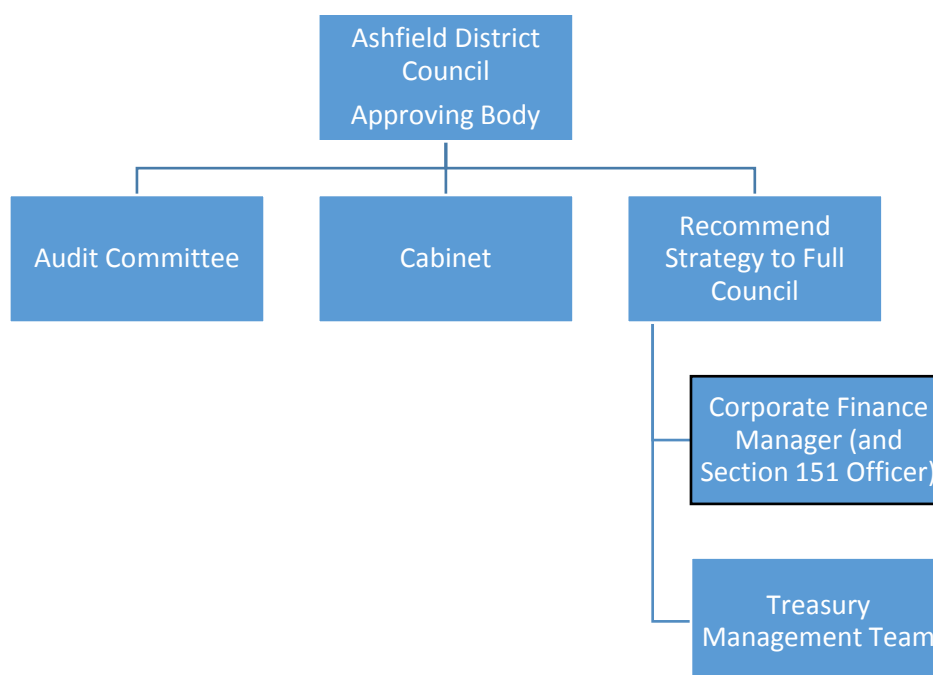 Ashfield District
Council
Approving Body
Audit Committee
Cabinet
Recommend
Strategy to Full
Council
Corporate Finance
Manager (and
Section 151 Officer)
Treasury
Management Team